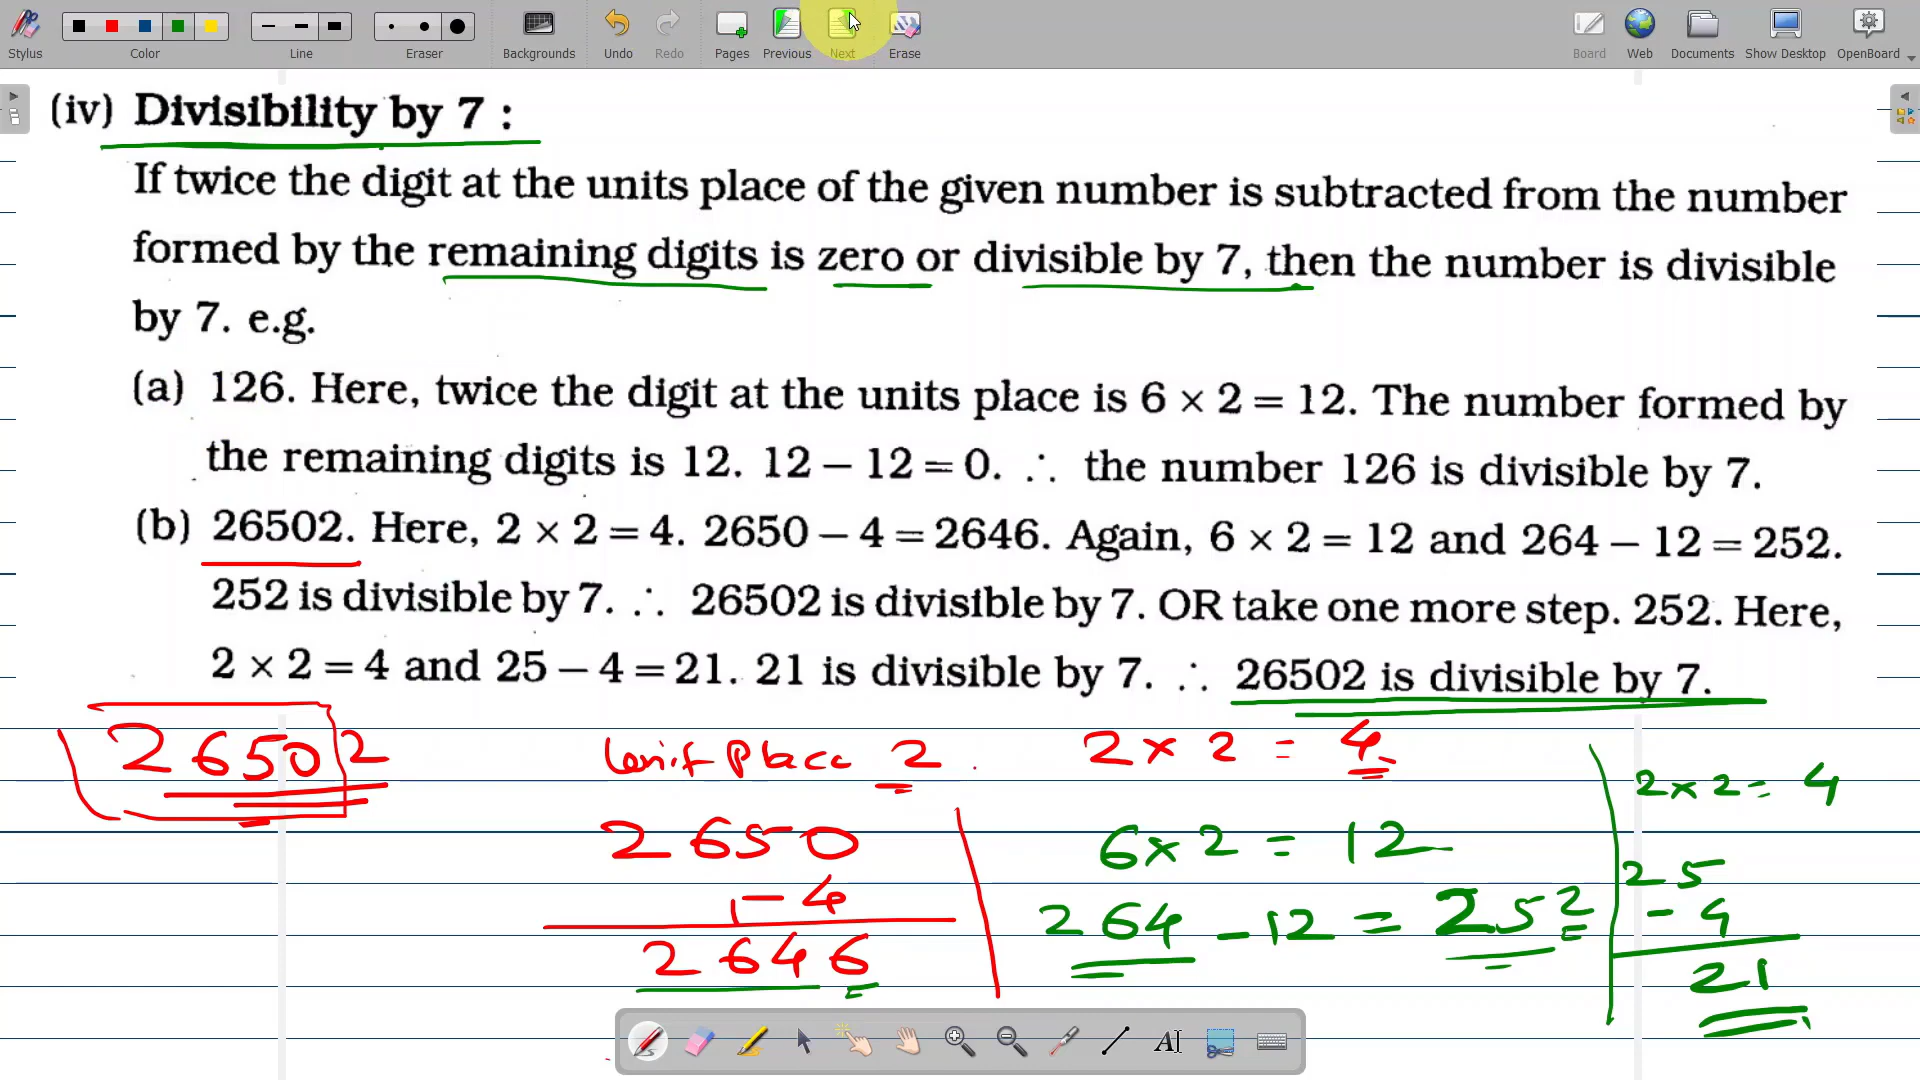 Stylus Color Line Eraser Backgrounds Undo Redo Pages Previous Next Erase Board Web Documents Show Desktop OpenBoard
(iv) Divisibility by 7 :
If twice the digit at the units place of the given number is subtracted from the number
formed by the remaining digits is zero or divisible by 7, then the number is divisible
by 7. e.g.
(a) 126. Here, twice the digit at the units place is 6 × 2 = 12. The number formed by
the remaining digits is 12. 12 – 12 = 0. ∴ the number 126 is divisible by 7.
(b) 26502. Here, 2 × 2 = 4. 2650 – 4 = 2646. Again, 6 × 2 = 12 and 264 – 12 = 252.
252 is divisible by 7. ∴ 26502 is divisible by 7. OR take one more step. 252. Here,
2 × 2 = 4 and 25 – 4 = 21. 21 is divisible by 7. ∴ 26502 is divisible by 7.
26502 Unit Place 2. 2 × 2 = 4
2 × 2 = 4
2650 6 × 2 = 12
25
- 4 264 - 12 = 252 - 4
2646 21